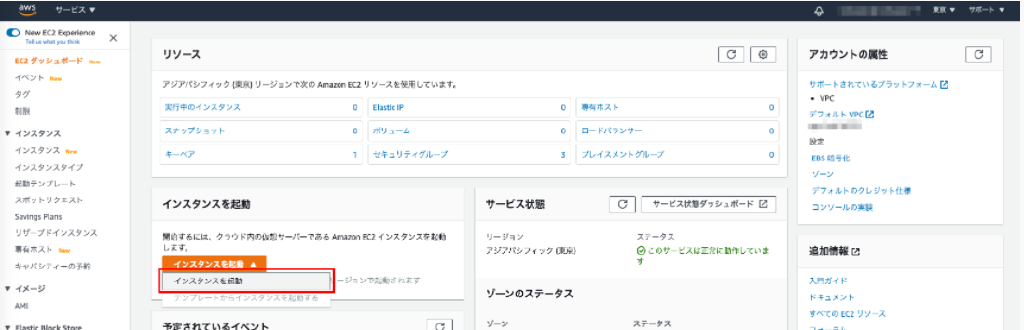 aws
サービス ▼
東京 ▼
サポート ▼
New EC2 Experience
Tell us what you think
EC2 ダッシュボード New
イベント New
タグ
制限
▼ インスタンス
インスタンス New
インスタンスタイプ
起動テンプレート
スポットリクエスト
Savings Plans
リザーブドインスタンス
専有ホスト New
キャパシティーの予約
▼ イメージ
AMI
Elastic Block Store
リソース
アジアパシフィック (東京) リージョンで次の Amazon EC2 リソースを使用しています。
実行中のインスタンス 0
Elastic IP 0
専有ホスト 0
スナップショット 0
ボリューム 0
ロードバランサー 0
キーペア 1
セキュリティグループ 3
プレイスメントグループ 0
インスタンスを起動
開始するには、クラウド内の仮想サーバーである Amazon EC2 インスタンスを起動
します。
インスタンスを起動 ▲
インスタンスを起動
ージョンで起動されます
テンプレートからインスタンスを起動する
予定されているイベント
サービス状態
サービス状態ダッシュボード
リージョン
ステータス
アジアパシフィック (東京)
このサービスは正常に動作していま
す
ゾーンのステータス
ゾーン
ステータス
アカウントの属性
サポートされているプラットフォーム
• VPC
デフォルト VPC
設定
EBS 暗号化
ゾーン
デフォルトのクレジット仕様
コンソールの実験
追加情報
入門ガイド
ドキュメント
すべての EC2 リソース
フォーラム